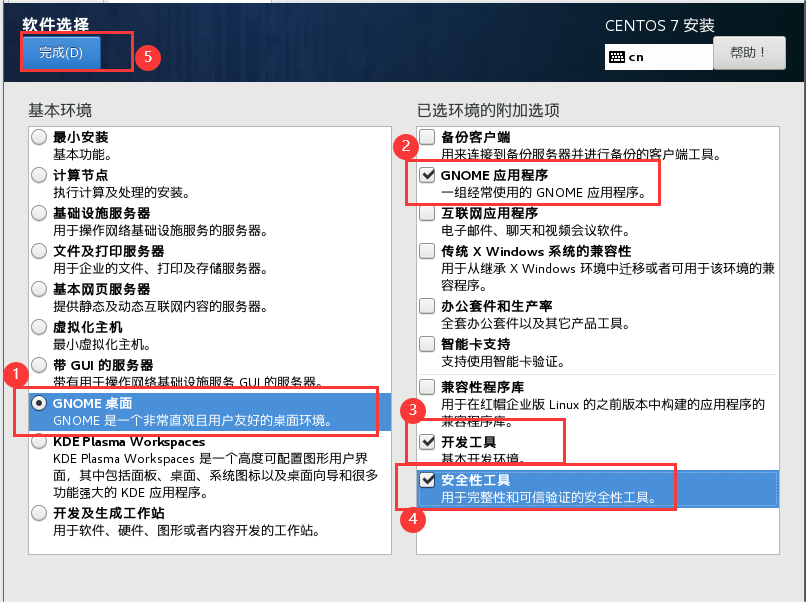 软件选择
完成(D)
5
CENTOS 7 安装
cn
帮助！
基本环境
最小安装
基本功能。
计算节点
执行计算及处理的安装。
基础设施服务器
用于操作网络基础设施服务的服务器。
文件及打印服务器
用于企业的文件、打印及存储服务器。
基本网页服务器
提供静态及动态互联网内容的服务器。
虚拟化主机
最小虚拟化主机。
带 GUI 的服务器
带有用于操作网络基础设施服务 GUI 的服务器。
1
GNOME 桌面
GNOME 是一个非常直观且用户友好的桌面环境。
KDE Plasma Workspaces
KDE Plasma Workspaces 是一个高度可配置图形用户界
面，其中包括面板、桌面、系统图标以及桌面向导和很多
功能强大的 KDE 应用程序。
开发及生成工作站
用于软件、硬件、图形或者内容开发的工作站。
已选环境的附加选项
备份客户端
用来连接到备份服务器并进行备份的客户端工具。
2
GNOME 应用程序
一组经常使用的 GNOME 应用程序。
互联网应用程序
电子邮件、聊天和视频会议软件。
传统 X Windows 系统的兼容性
用于从继承 X Windows 环境中迁移或者可用于该环境的兼
容程序。
办公套件和生产率
全套办公套件以及其它产品工具。
智能卡支持
支持使用智能卡验证。
兼容性程序库
用于在红帽企业版 Linux 的之前版本中构建的应用程序的
兼容程序库。
3
开发工具
基本开发环境。
安全性工具
用于完整性和可信验证的安全性工具。
4